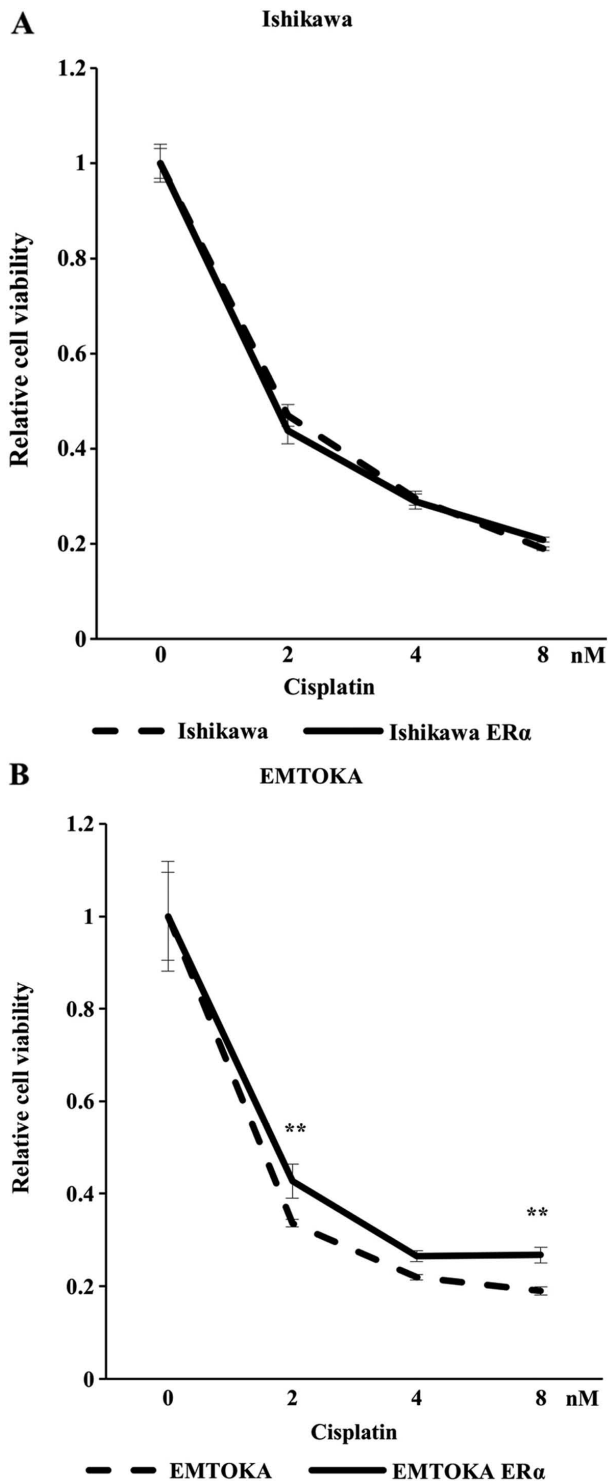 A
Ishikawa
1.2
1
0.8
0.6
0.4
0.2
0
Relative cell viability
0 2 4 8 nM
Cisplatin
Ishikawa Ishikawa ERα
B
EMTOKA
1.2
1
0.8
0.6
0.4
0.2
0
Relative cell viability
**
**
0 2 4 8 nM
Cisplatin
EMTOKA EMTOKA ERα